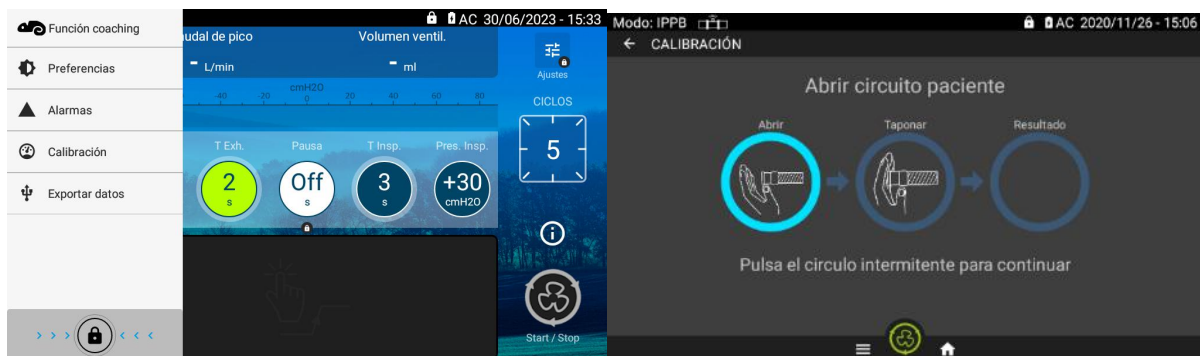 AC 30/06/2023 - 15:33
Función coaching
Preferencias
Alarmas
Calibración
Exportar datos
> > > < < <
udal de pico
Volumen ventil.
- L/min
- ml
cmH2O
-40 -20 0 20 40 60 80
T Exh.
Pausa
T Insp.
Pres. Insp.
2
s
Off
s
3
s
+30
cmH2O
Ajustes
CICLOS
5
Start / Stop
Modo: IPPB
AC 2020/11/26 - 15:06
← CALIBRACIÓN
Abrir circuito paciente
Abrir
Taponar
Resultado
Pulsa el circulo intermitente para continuar